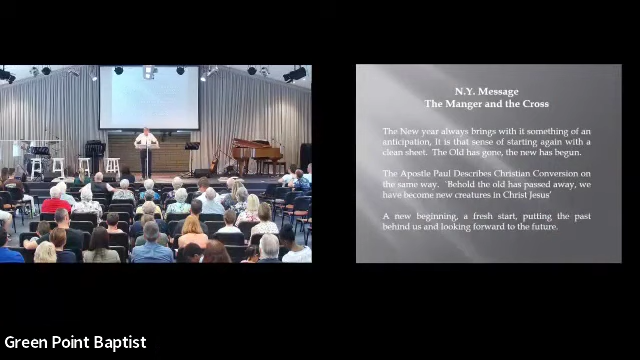 N.Y. Message
The Manger and the Cross
The New year always brings with it something of an
anticipation, It is that sense of starting again with a
clean sheet. The Old has gone, the new has begun.
The Apostle Paul Describes Christian Conversion on
the same way. 'Behold the old has passed away, we
have become new creatures in Christ Jesus'
A new beginning, a fresh start, putting the past
behind us and looking forward to the future.
Green Point Baptist